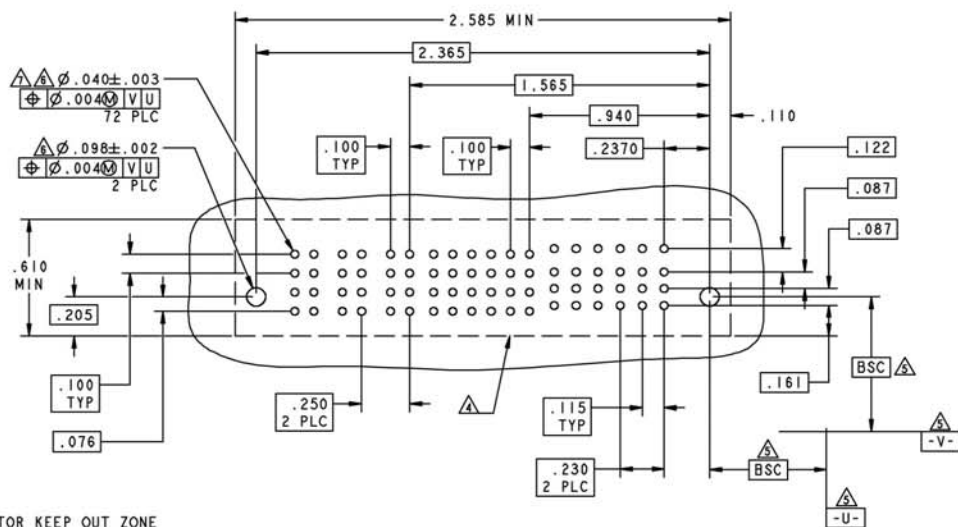 2.585 MIN
2.365
7 6 Ø.040±.003
⌖ Ø.004Ⓜ V U
72 PLC
1.565
.940
.110
6 Ø.098±.002
⌖ Ø.004Ⓜ V U
2 PLC
.100
TYP
.100
TYP
.2370
.122
.087
.087
.610
MIN
.205
.100
TYP
.076
.250
2 PLC
4
.115
TYP
.230
2 PLC
.161
BSC 5
5
-V-
5
BSC
5
-U-
TOR KEEP OUT ZONE